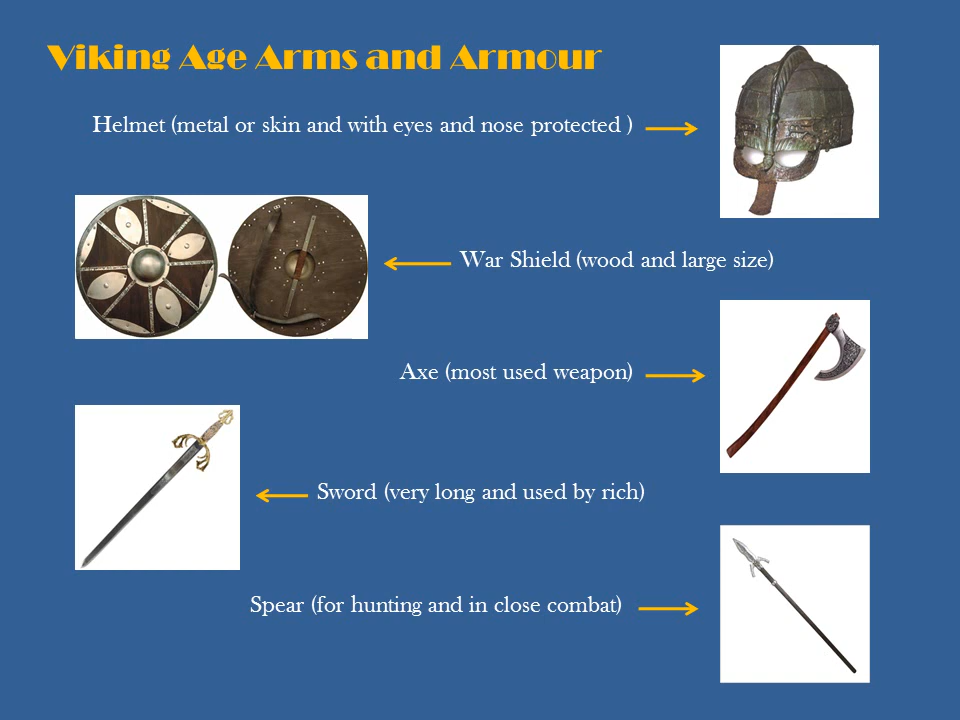 Viking Age Arms and Armour
Helmet (metal or skin and with eyes and nose protected )
War Shield (wood and large size)
Axe (most used weapon)
Sword (very long and used by rich)
Spear (for hunting and in close combat)